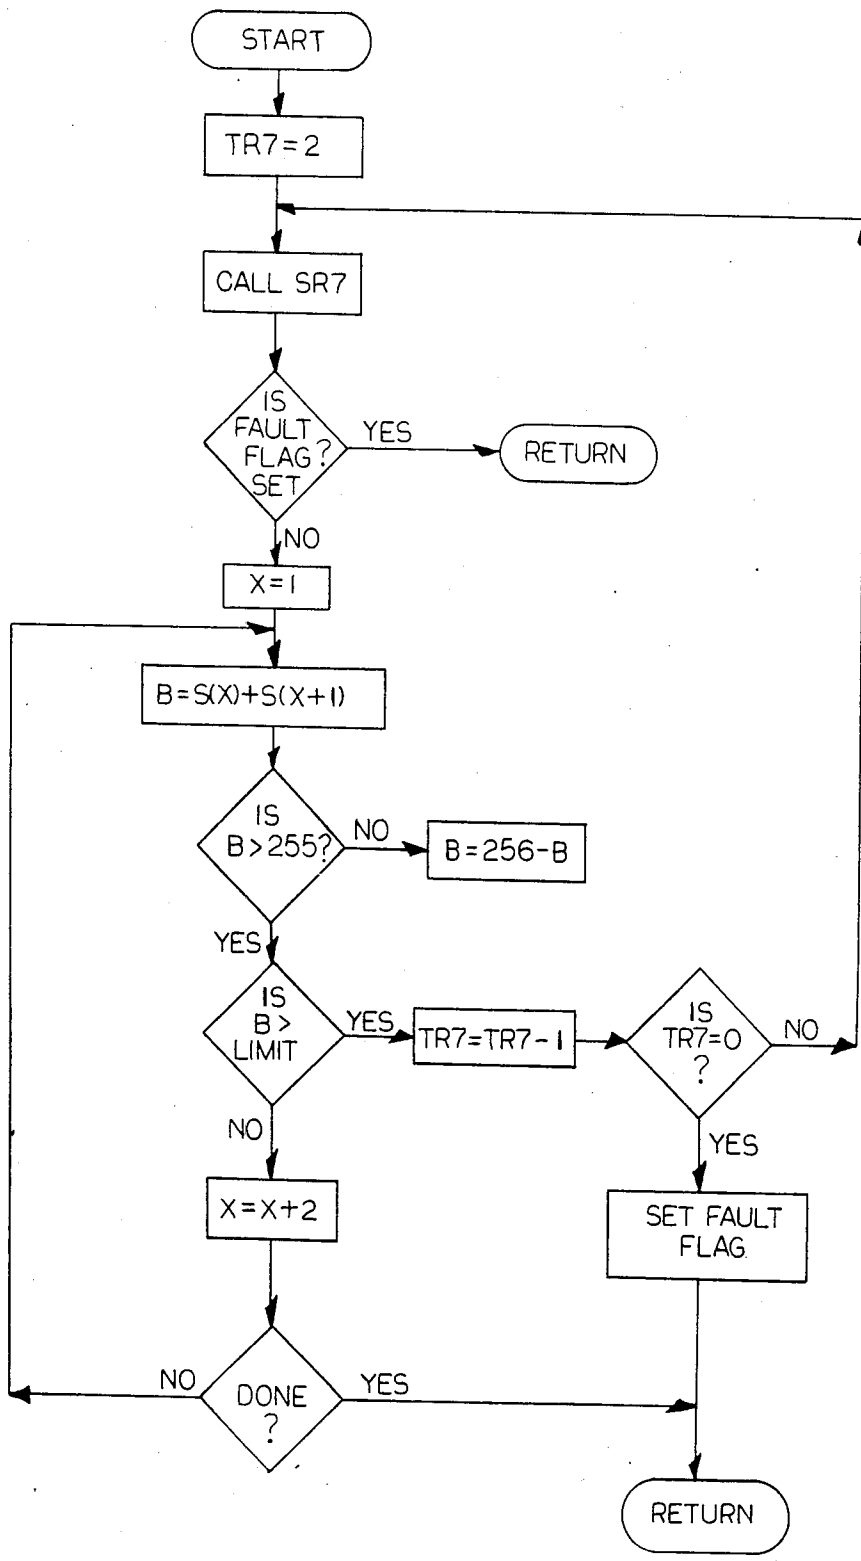 START
TR7=2
CALL SR7
IS
FAULT
FLAG?
SET
YES
RETURN
NO
X=1
B=S(X)+S(X+1)
IS
B>255?
NO
B=256-B
YES
IS
B>
LIMIT
YES
TR7=TR7-1
IS
TR7=0
?
NO
NO
YES
X=X+2
SET FAULT
FLAG
NO
DONE
?
YES
RETURN